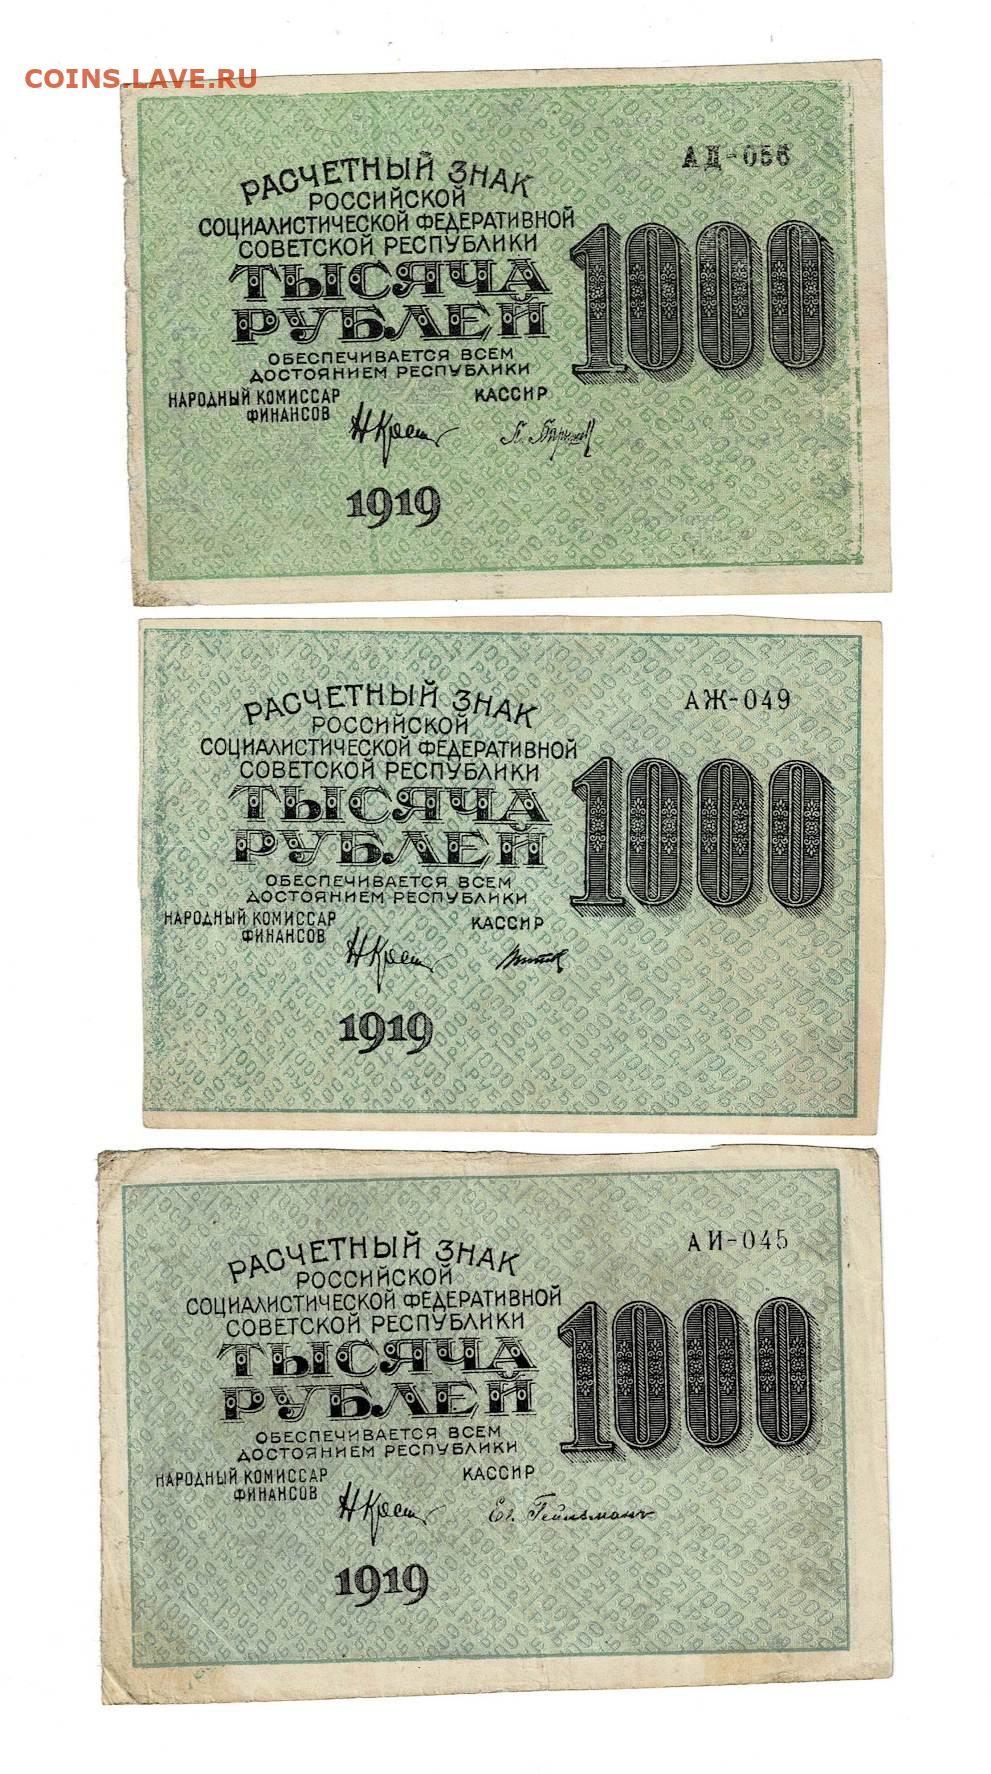 COINS.LAVE.RU
АД-056
РАСЧЕТНЫЙ ЗНАК
РОССИЙСКОЙ
СОЦИАЛИСТИЧЕСКОЙ ФЕДЕРАТИВНОЙ
СОВЕТСКОЙ РЕСПУБЛИКИ
ТЫСЯЧА
РУБЛЕЙ
1000
ОБЕСПЕЧИВАЕТСЯ ВСЕМ
ДОСТОЯНИЕМ РЕСПУБЛИКИ
НАРОДНЫЙ КОМИССАР
ФИНАНСОВ
КАССИР
1919
АЖ-049
РАСЧЕТНЫЙ ЗНАК
РОССИЙСКОЙ
СОЦИАЛИСТИЧЕСКОЙ ФЕДЕРАТИВНОЙ
СОВЕТСКОЙ РЕСПУБЛИКИ
ТЫСЯЧА
РУБЛЕЙ
1000
ОБЕСПЕЧИВАЕТСЯ ВСЕМ
ДОСТОЯНИЕМ РЕСПУБЛИКИ
НАРОДНЫЙ КОМИССАР
ФИНАНСОВ
КАССИР
1919
АИ-045
РАСЧЕТНЫЙ ЗНАК
РОССИЙСКОЙ
СОЦИАЛИСТИЧЕСКОЙ ФЕДЕРАТИВНОЙ
СОВЕТСКОЙ РЕСПУБЛИКИ
ТЫСЯЧА
РУБЛЕЙ
1000
ОБЕСПЕЧИВАЕТСЯ ВСЕМ
ДОСТОЯНИЕМ РЕСПУБЛИКИ
НАРОДНЫЙ КОМИССАР
ФИНАНСОВ
КАССИР
Ег. Гейльманъ
1919